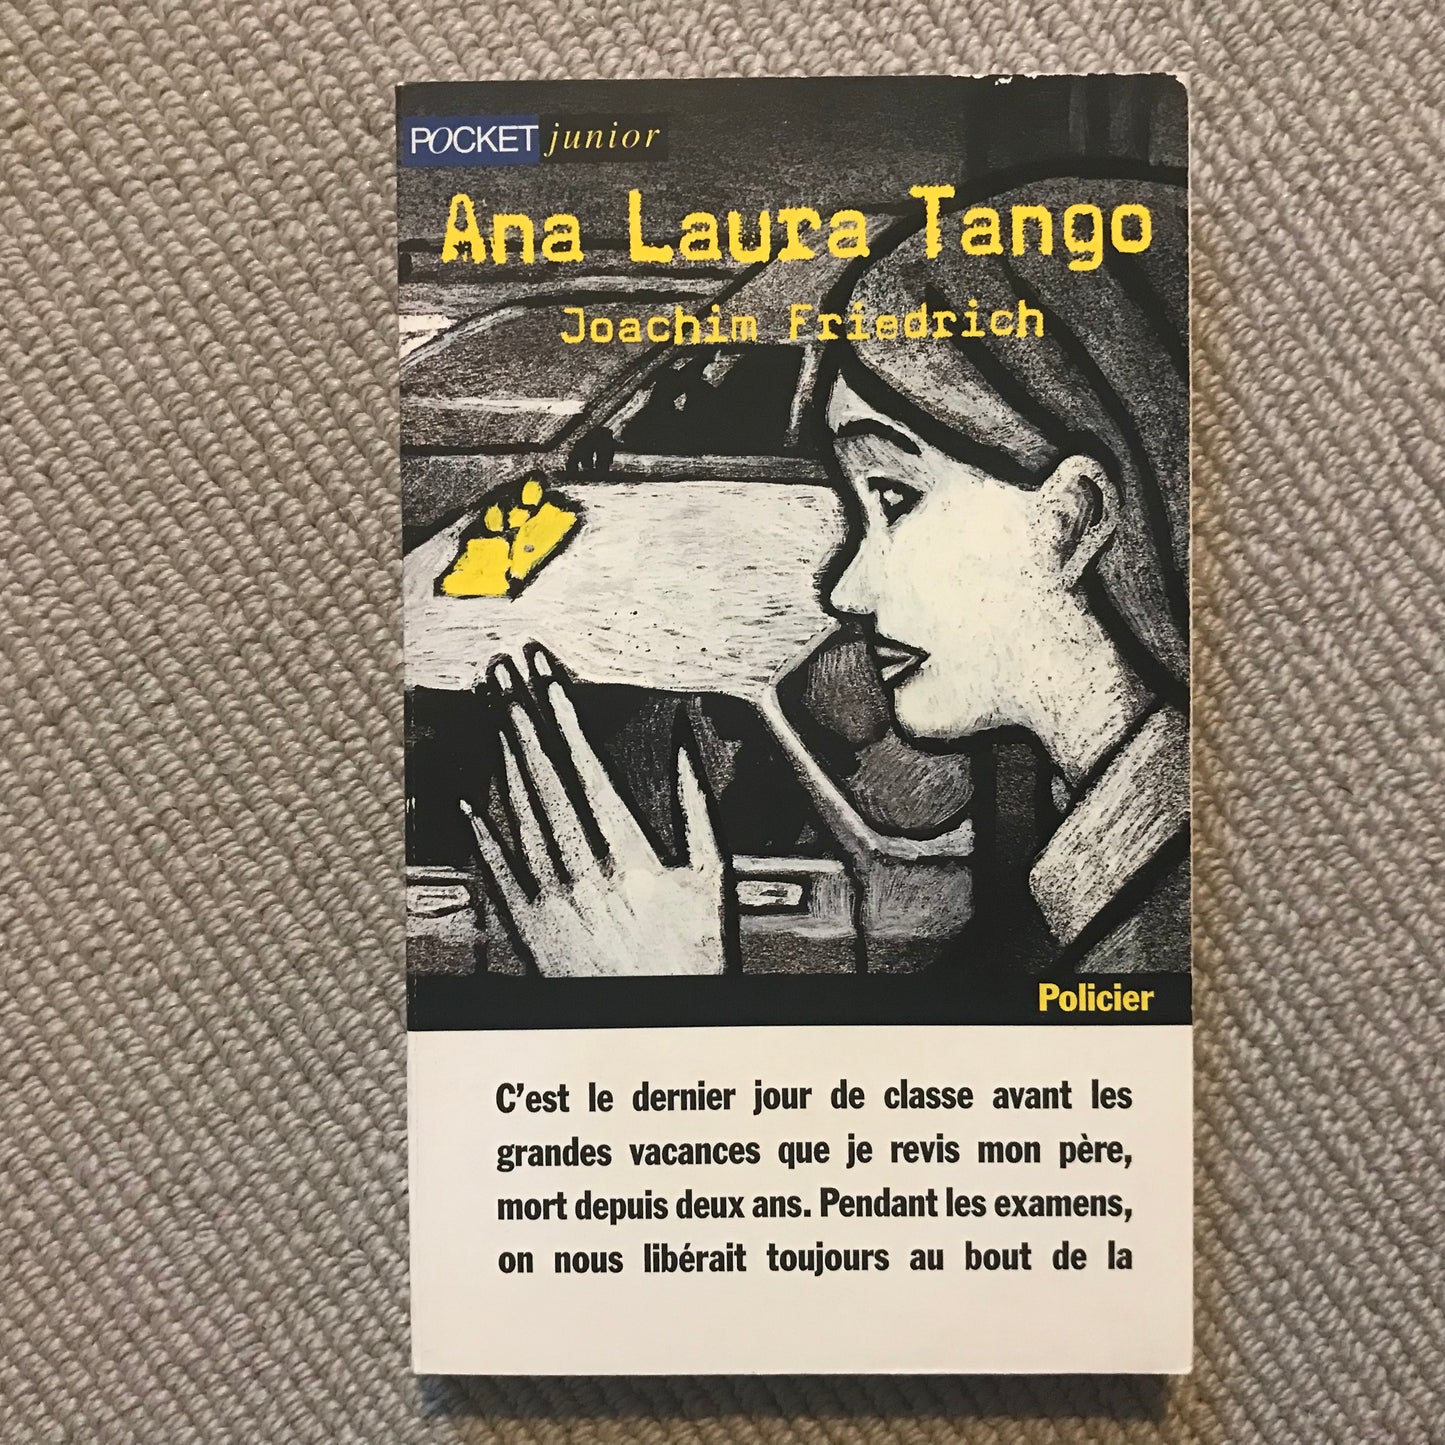 POCKET junior
Ana Laura Tango
Joachim Friedrich
Policier
C'est le dernier jour de classe avant les
grandes vacances que je revis mon père,
mort depuis deux ans. Pendant les examens,
on nous libérait toujours au bout de la